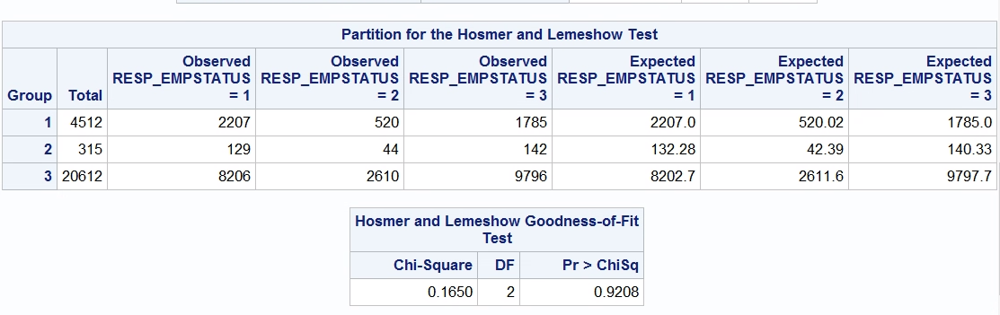 Partition for the Hosmer and Lemeshow Test
Group Total Observed RESP_EMPSTATUS = 1 Observed RESP_EMPSTATUS = 2 Observed RESP_EMPSTATUS = 3 Expected RESP_EMPSTATUS = 1 Expected RESP_EMPSTATUS = 2 Expected RESP_EMPSTATUS = 3
1 4512 2207 520 1785 2207.0 520.02 1785.0
2 315 129 44 142 132.28 42.39 140.33
3 20612 8206 2610 9796 8202.7 2611.6 9797.7
Hosmer and Lemeshow Goodness-of-Fit
Test
Chi-Square DF Pr > ChiSq
0.1650 2 0.9208